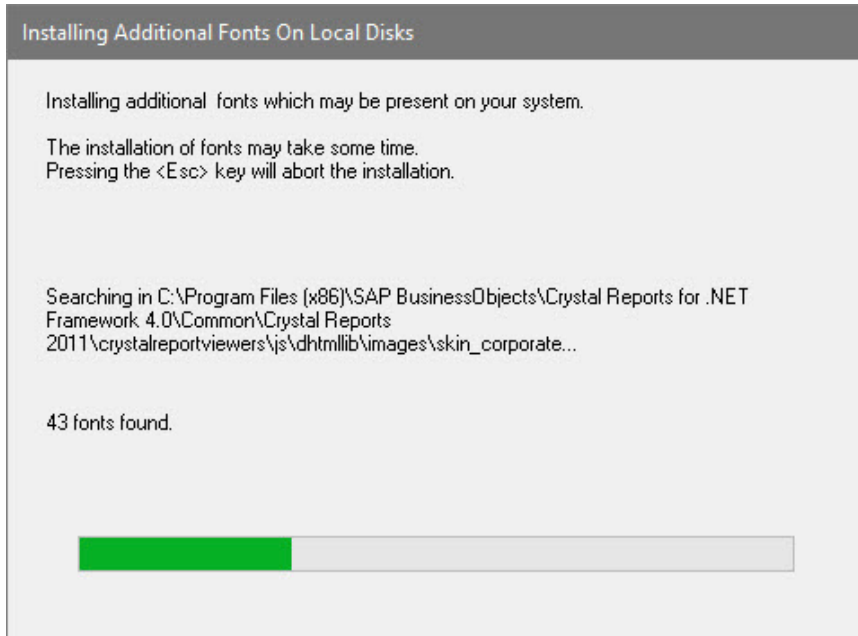 Installing Additional Fonts On Local Disks
Installing additional  fonts which may be present on your system.
The installation of fonts may take some time.
Pressing the <Esc> key will abort the installation.
Searching in C:\Program Files (x86)\SAP BusinessObjects\Crystal Reports for .NET
Framework 4.0\Common\Crystal Reports
2011\crystalreportviewers\js\dhtmllib\images\skin_corporate...
43 fonts found.